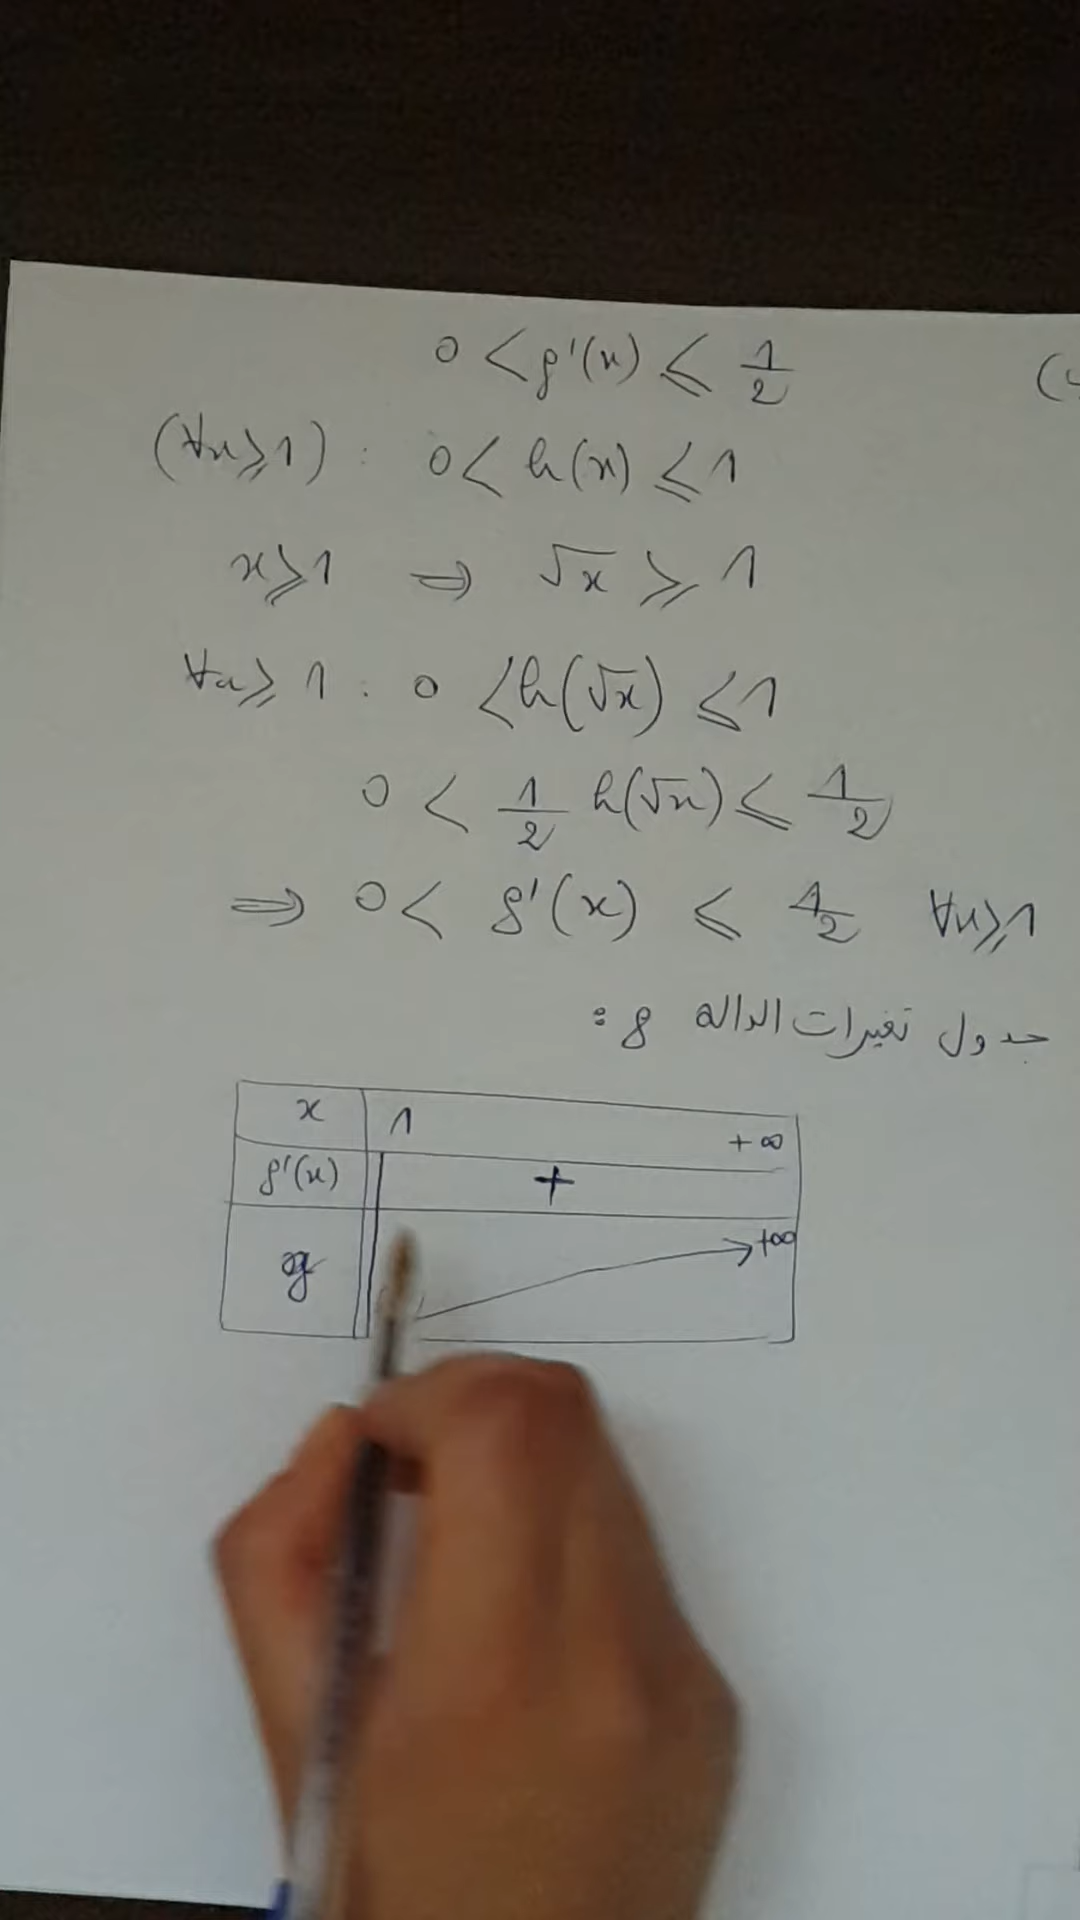 0 < g'(x) ≤ 1/2
(∀x≥1) : 0 < h(x) ≤ 1
x≥1 ⇒ √x ≥ 1
∀x≥1 : 0 < h(√x) ≤ 1
0 < 1/2 h(√x) ≤ 1/2
⇒ 0 < g'(x) ≤ 1/2 ∀x≥1
جدول تغيرات الدالة g :
x 1 +∞
g'(x) +
g +∞